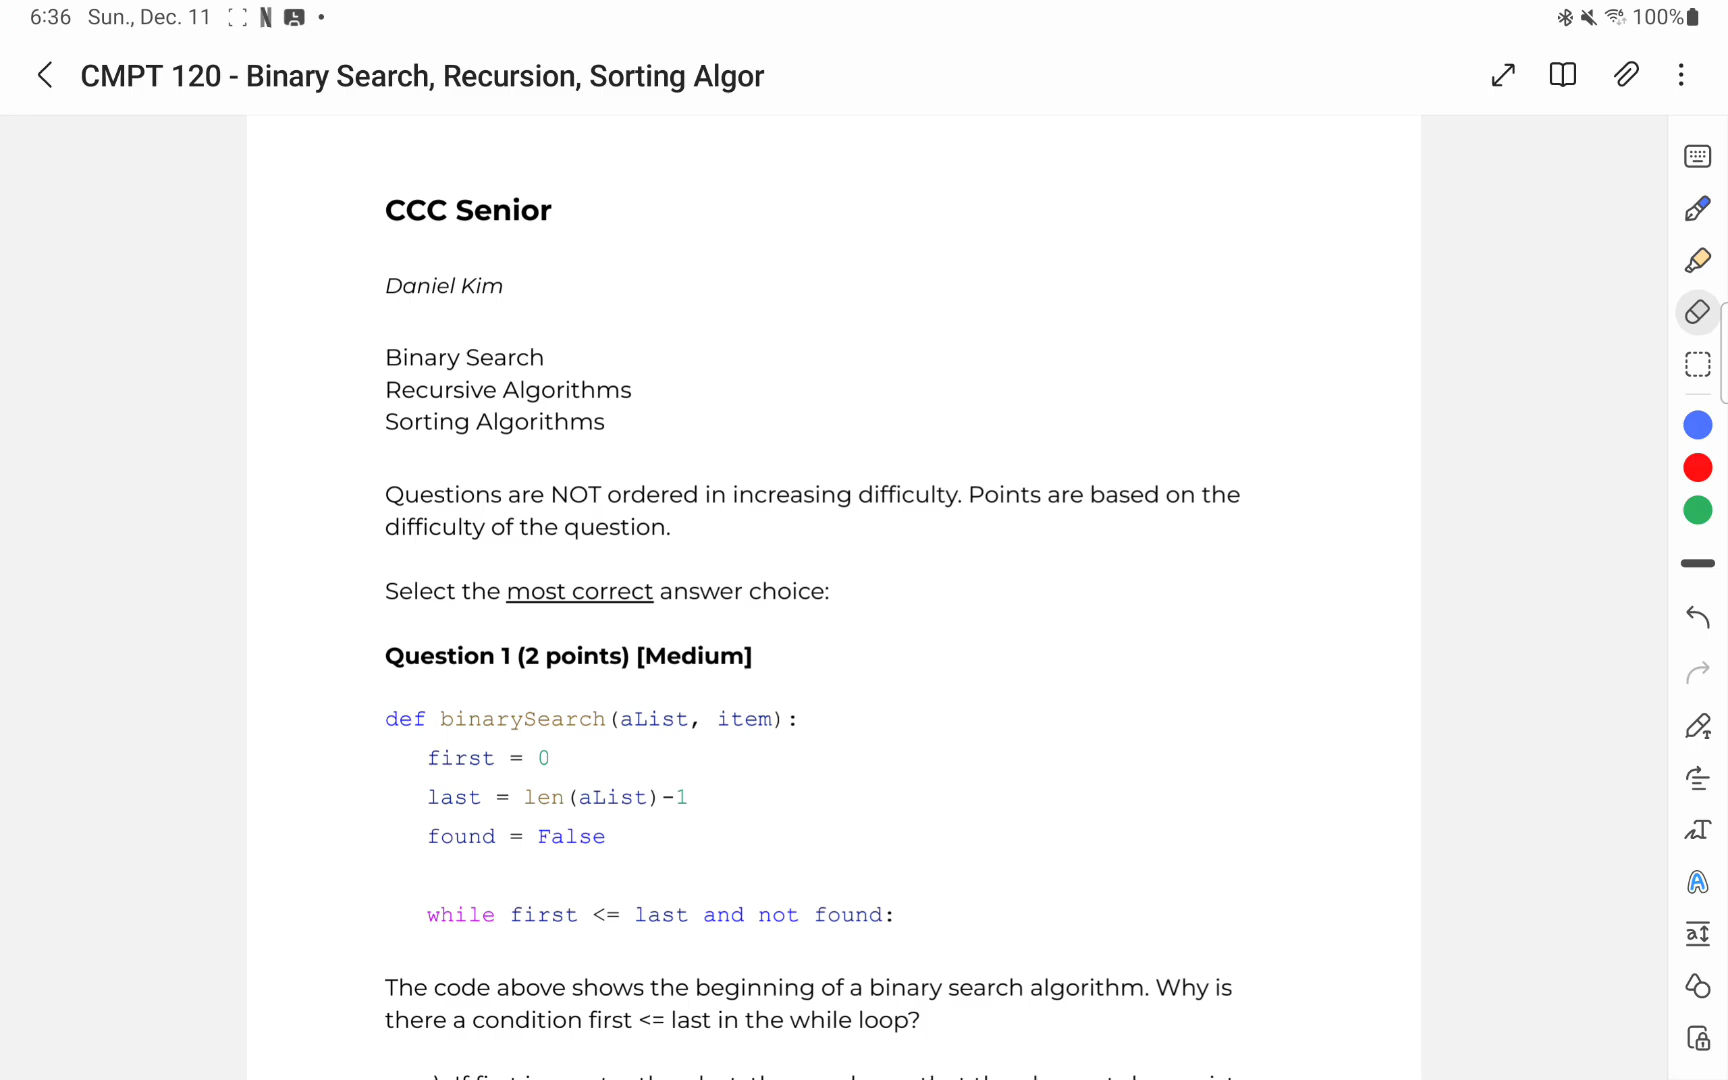 6:36 Sun., Dec. 11 100%
CMPT 120 - Binary Search, Recursion, Sorting Algor
CCC Senior
Daniel Kim
Binary Search
Recursive Algorithms
Sorting Algorithms
Questions are NOT ordered in increasing difficulty. Points are based on the
difficulty of the question.
Select the most correct answer choice:
Question 1 (2 points) [Medium]
def binarySearch(aList, item):
first = 0
last = len(aList)-1
found = False
while first <= last and not found:
The code above shows the beginning of a binary search algorithm. Why is
there a condition first <= last in the while loop?